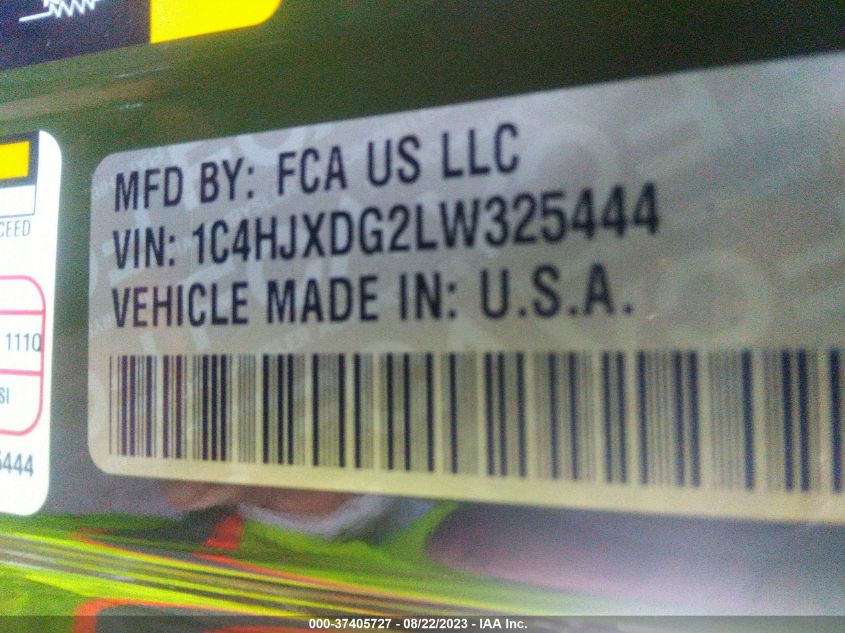 MFD BY: FCA US LLC
VIN: 1C4HJXDG2LW325444
VEHICLE MADE IN: U.S.A.
CEED
1110
SI
5444
000-37405727 - 08/22/2023 - IAA Inc.